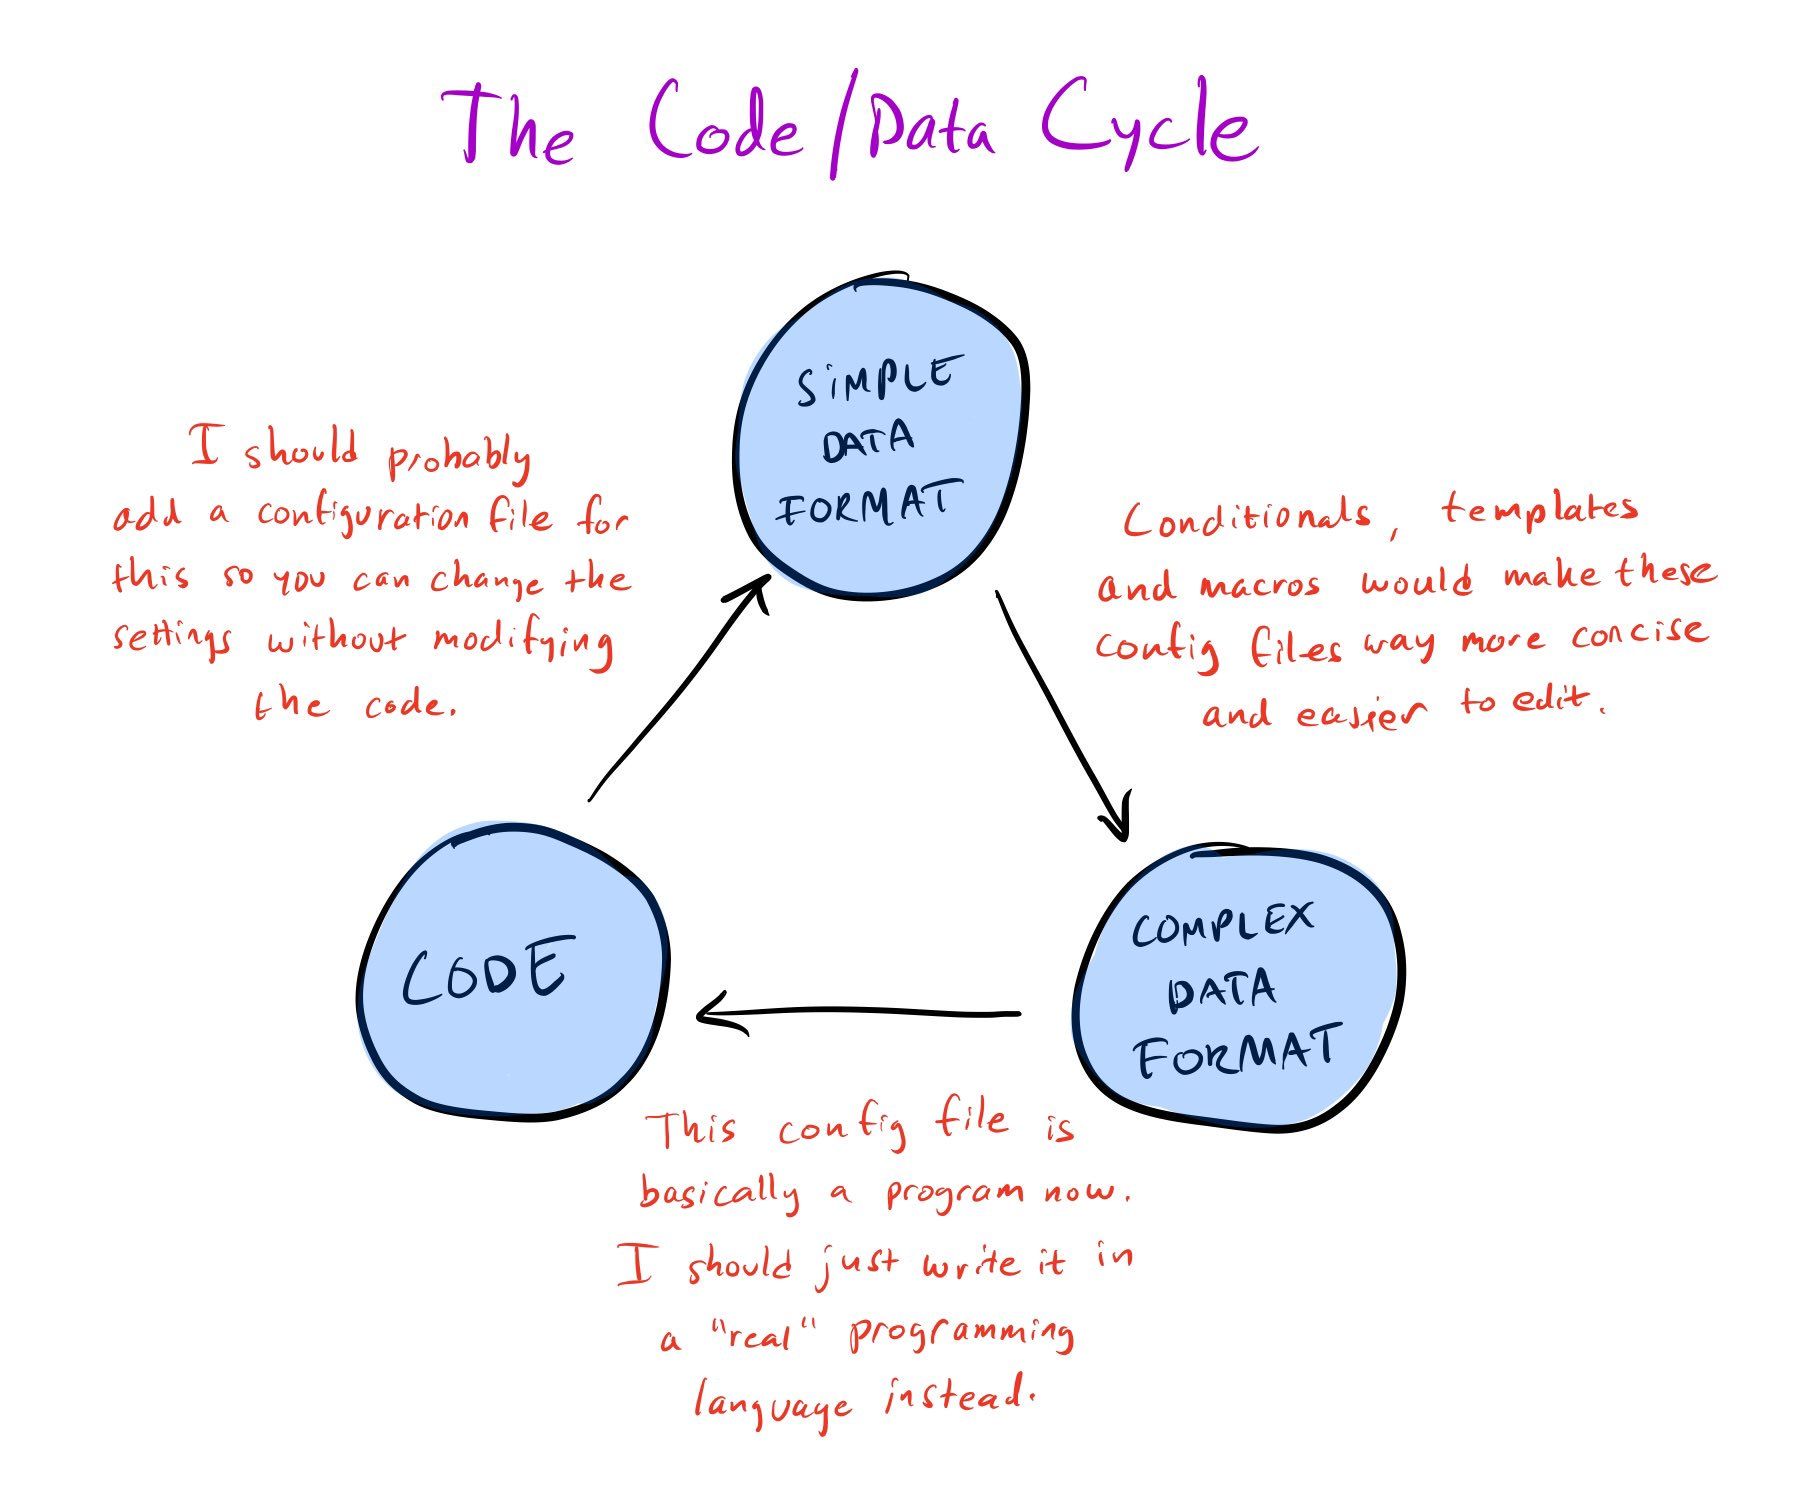 The Code/Data Cycle
SiMPLE
DATA
FORMAT
I should probably
add a configuration file for
this so you can change the
settings without modifying
the code.
Conditionals, templates
and macros would make these
config files way more concise
and easier to edit.
CODE
COMPLEX
DATA
FORMAT
This config file is
basically a program now.
I should just write it in
a "real" programming
language instead.